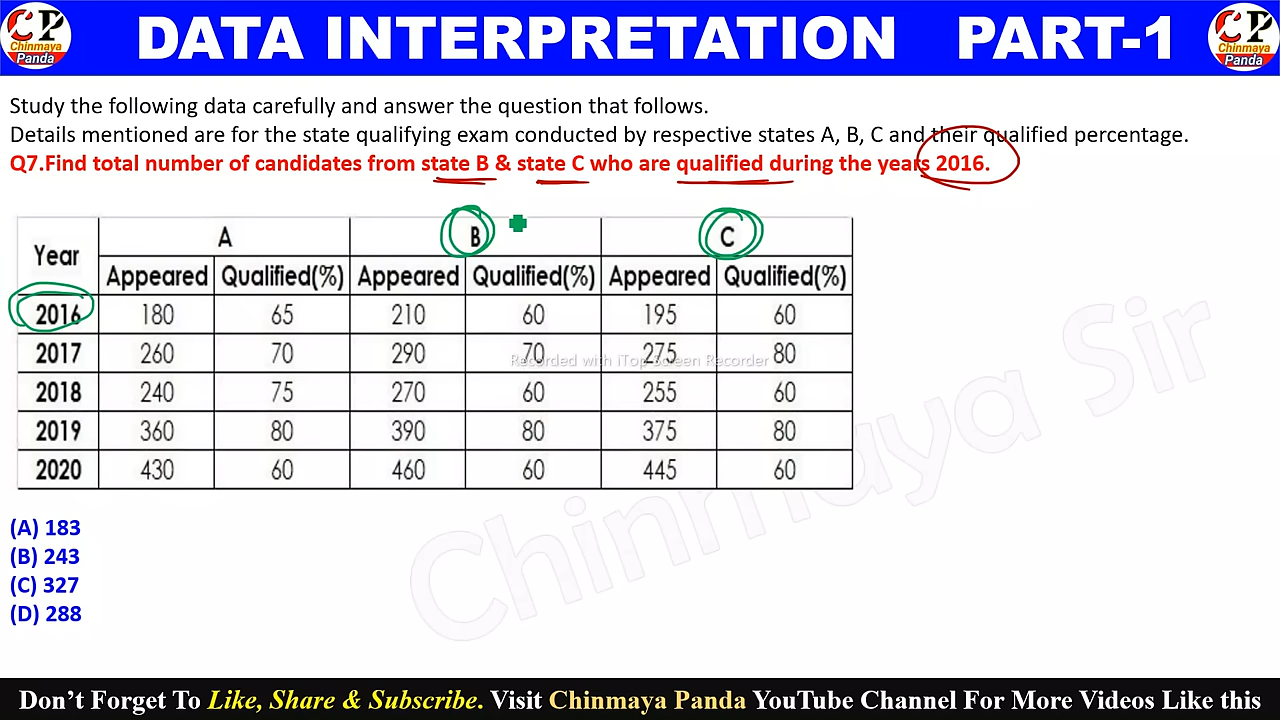 CP Chinmaya Panda
DATA INTERPRETATION PART-1
CP Chinmaya Panda
Study the following data carefully and answer the question that follows.
Details mentioned are for the state qualifying exam conducted by respective states A, B, C and their qualified percentage.
Q7.Find total number of candidates from state B & state C who are qualified during the years 2016.
Year A B C
Appeared Qualified(%) Appeared Qualified(%) Appeared Qualified(%)
2016 180 65 210 60 195 60
2017 260 70 290 70 275 80
Recorded with iTop Screen Recorder
2018 240 75 270 60 255 60
2019 360 80 390 80 375 80
2020 430 60 460 60 445 60
Chinmaya Sir
(A) 183
(B) 243
(C) 327
(D) 288
Don’t Forget To Like, Share & Subscribe. Visit Chinmaya Panda YouTube Channel For More Videos Like this